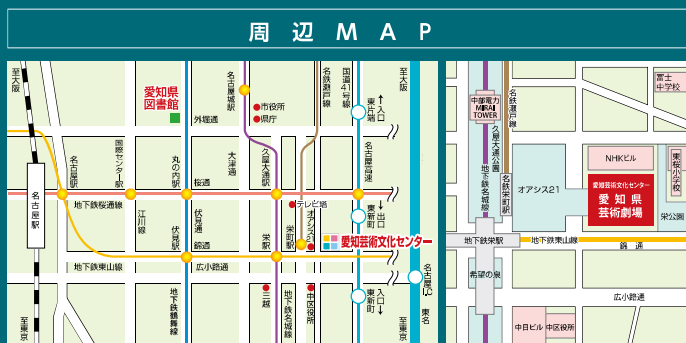 周辺MAP
至大阪
愛知県
図書館
外堀通
名古屋城駅
市役所
県庁
名鉄瀬戸線
国道41号線
↑入口
東片端
至大阪
名古屋駅
名古屋駅
国際センター駅
丸の内駅
桜通
大津通
久屋大通駅
名古屋高速
地下鉄桜通線
江川線
伏見通
伏見駅
錦通
栄駅
栄町駅
テレビ塔
オアシス21
東新町
出口↓
愛知芸術文化センター
地下鉄東山線
広小路通
地下鉄鶴舞線
三越
地下鉄名城線
中区役所
東新町
入口↓
名古屋I.C
東名
至東京
至東京
中部電力
MIRAI
TOWER
久屋大通公園
地下鉄名城線
名鉄瀬戸線
名鉄栄町駅
オアシス21
富士
中学校
NHKビル
東桜小学校
愛知芸術文化センター
愛知県
芸術劇場
栄公園
地下鉄栄駅
地下鉄東山線
錦通
希望の泉
広小路通
中日ビル
中区役所